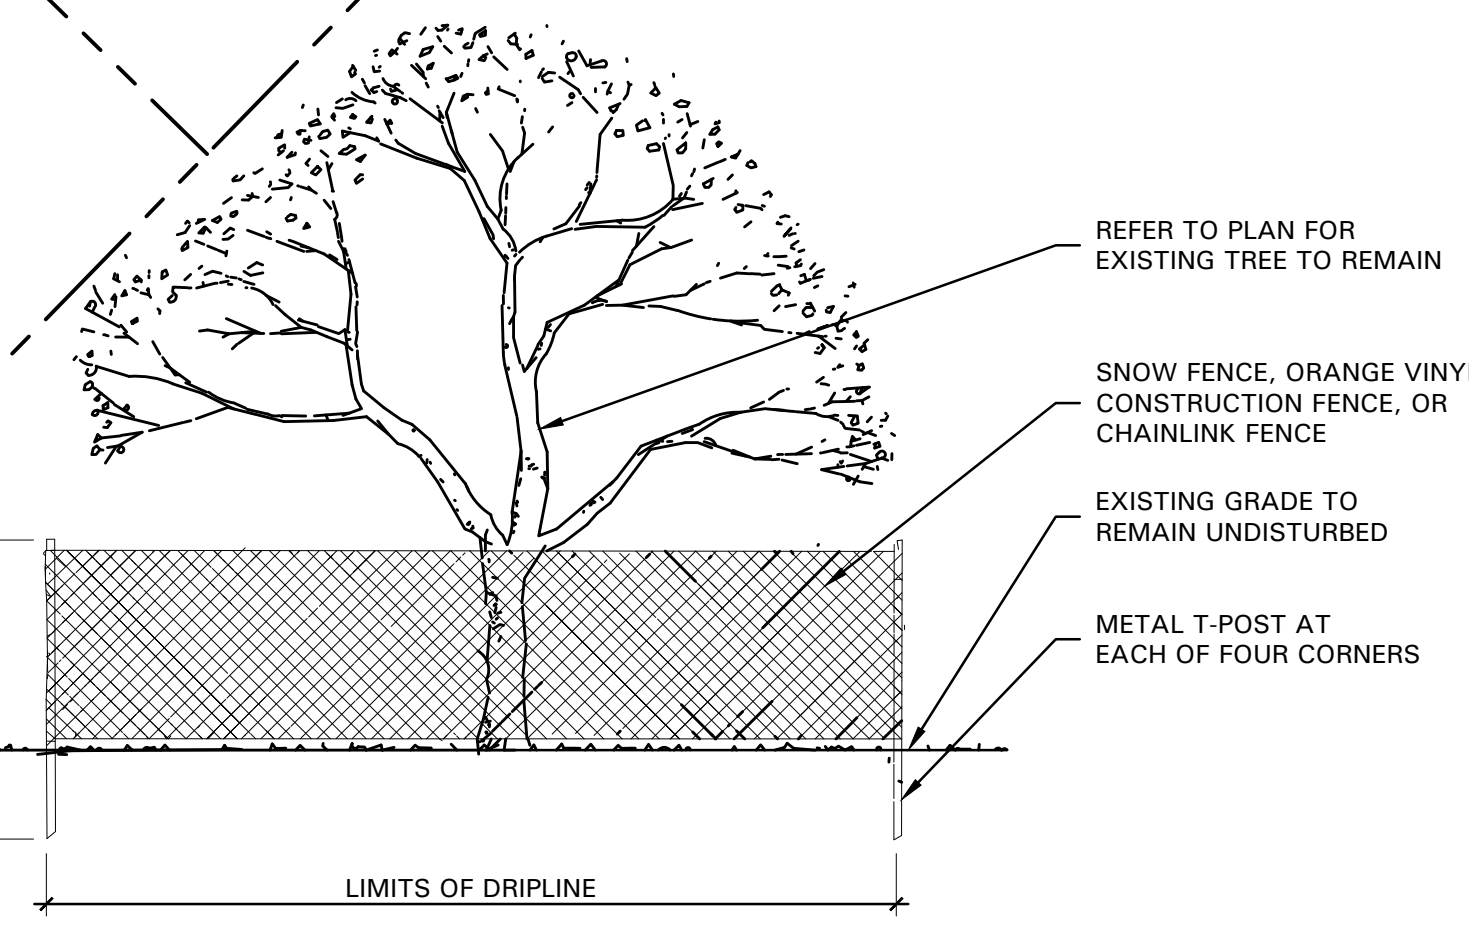 REFER TO PLAN FOR
EXISTING TREE TO REMAIN
SNOW FENCE, ORANGE VINY
CONSTRUCTION FENCE, OR
CHAINLINK FENCE
EXISTING GRADE TO
REMAIN UNDISTURBED
METAL T-POST AT
EACH OF FOUR CORNERS
LIMITS OF DRIPLINE